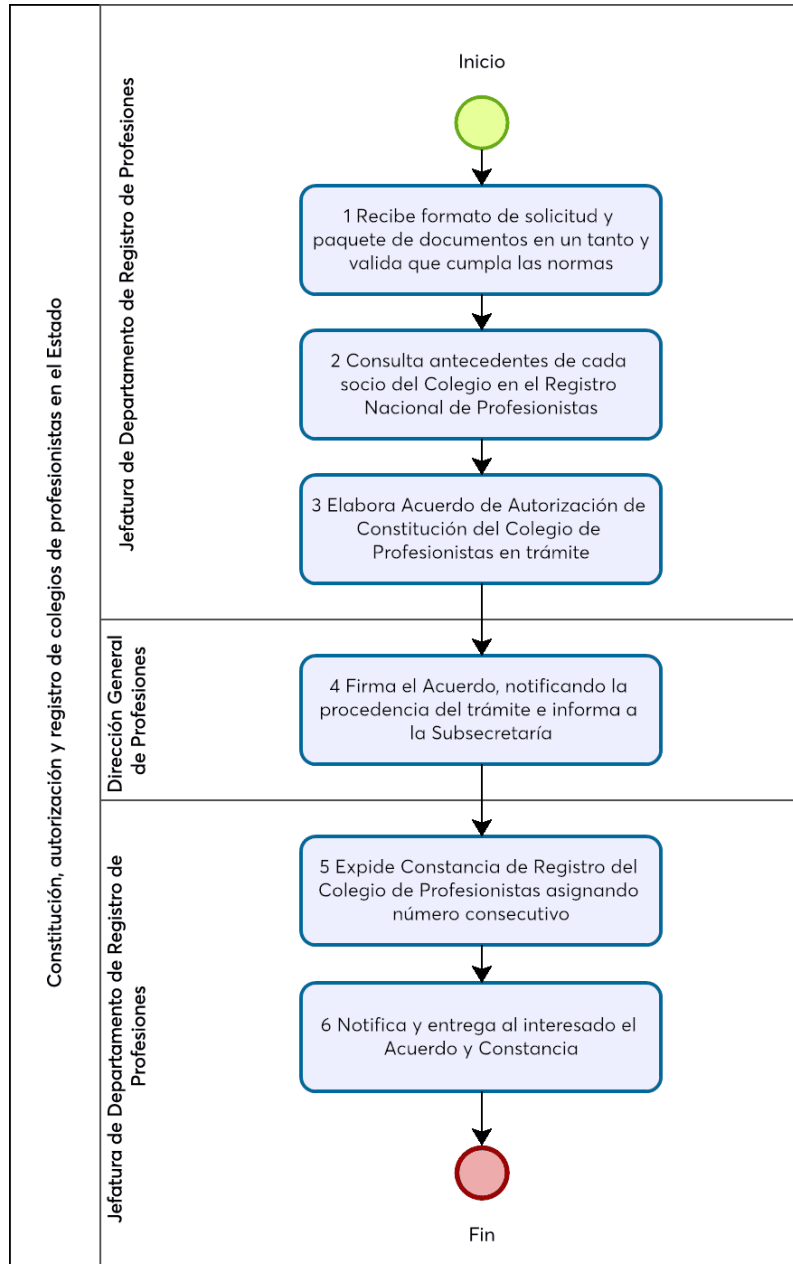 Constitución, autorización y registro de colegios de profesionistas en el Estado
Jefatura de Departamento de Registro de Profesiones
Inicio
1 Recibe formato de solicitud y
paquete de documentos en un tanto y
valida que cumpla las normas
2 Consulta antecedentes de cada
socio del Colegio en el Registro
Nacional de Profesionistas
3 Elabora Acuerdo de Autorización de
Constitución del Colegio de
Profesionistas en trámite
Dirección General
de Profesiones
4 Firma el Acuerdo, notificando la
procedencia del trámite e informa a
la Subsecretaría
Jefatura de Departamento de Registro de
Profesiones
5 Expide Constancia de Registro del
Colegio de Profesionistas asignando
número consecutivo
6 Notifica y entrega al interesado el
Acuerdo y Constancia
Fin